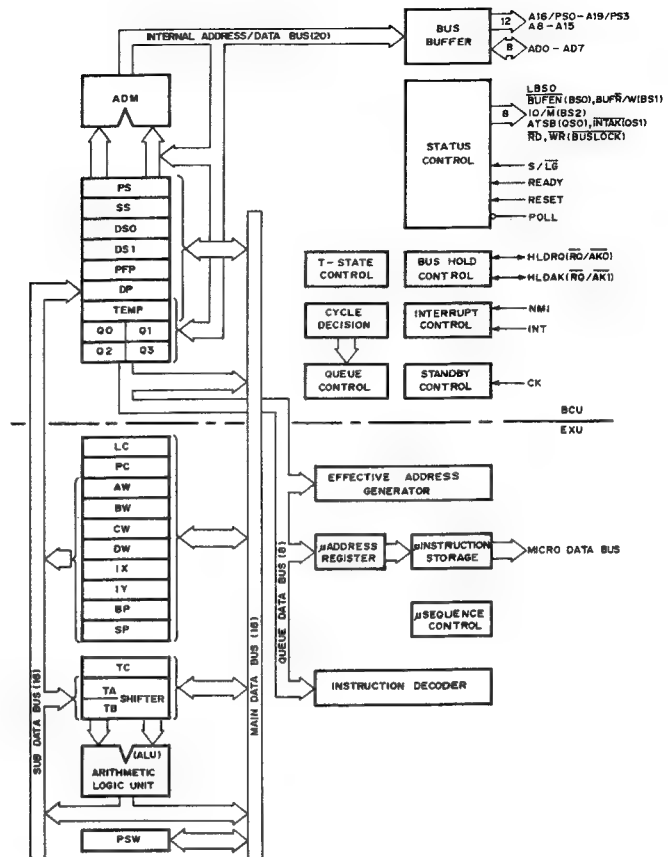 INTERNAL ADDRESS/DATA BUS(20)
BUS
BUFFER
12
A16/PS0-A19/PS3
A8-A15
8
AD0-AD7
ADM
STATUS
CONTROL
LBSO
BUFEN(BS0),BUFR/W(BS1)
8
IO/M(BS2)
ATSB(QS0),INTAK(QS1)
RD,WR(BUSLOCK)
S/LG
READY
RESET
POLL
PS
SS
DS0
DS1
PFP
DP
TEMP
Q0
Q1
Q2
Q3
T-STATE
CONTROL
BUS HOLD
CONTROL
HLDRQ(RQ/AK0)
HLDAK(RQ/AK1)
CYCLE
DECISION
INTERRUPT
CONTROL
NMI
INT
QUEUE
CONTROL
STANDBY
CONTROL
CK
BCU
EXU
LC
PC
AW
BW
CW
DW
IX
IY
BP
SP
EFFECTIVE ADDRESS
GENERATOR
μADDRESS
REGISTER
μINSTRUCTION
STORAGE
MICRO DATA BUS
μSEQUENCE
CONTROL
INSTRUCTION DECODER
QUEUE DATA BUS(8)
MAIN DATA BUS(16)
SUB DATA BUS(16)
TC
TA
TB
SHIFTER
(ALU)
ARITHMETIC
LOGIC UNIT
PSW